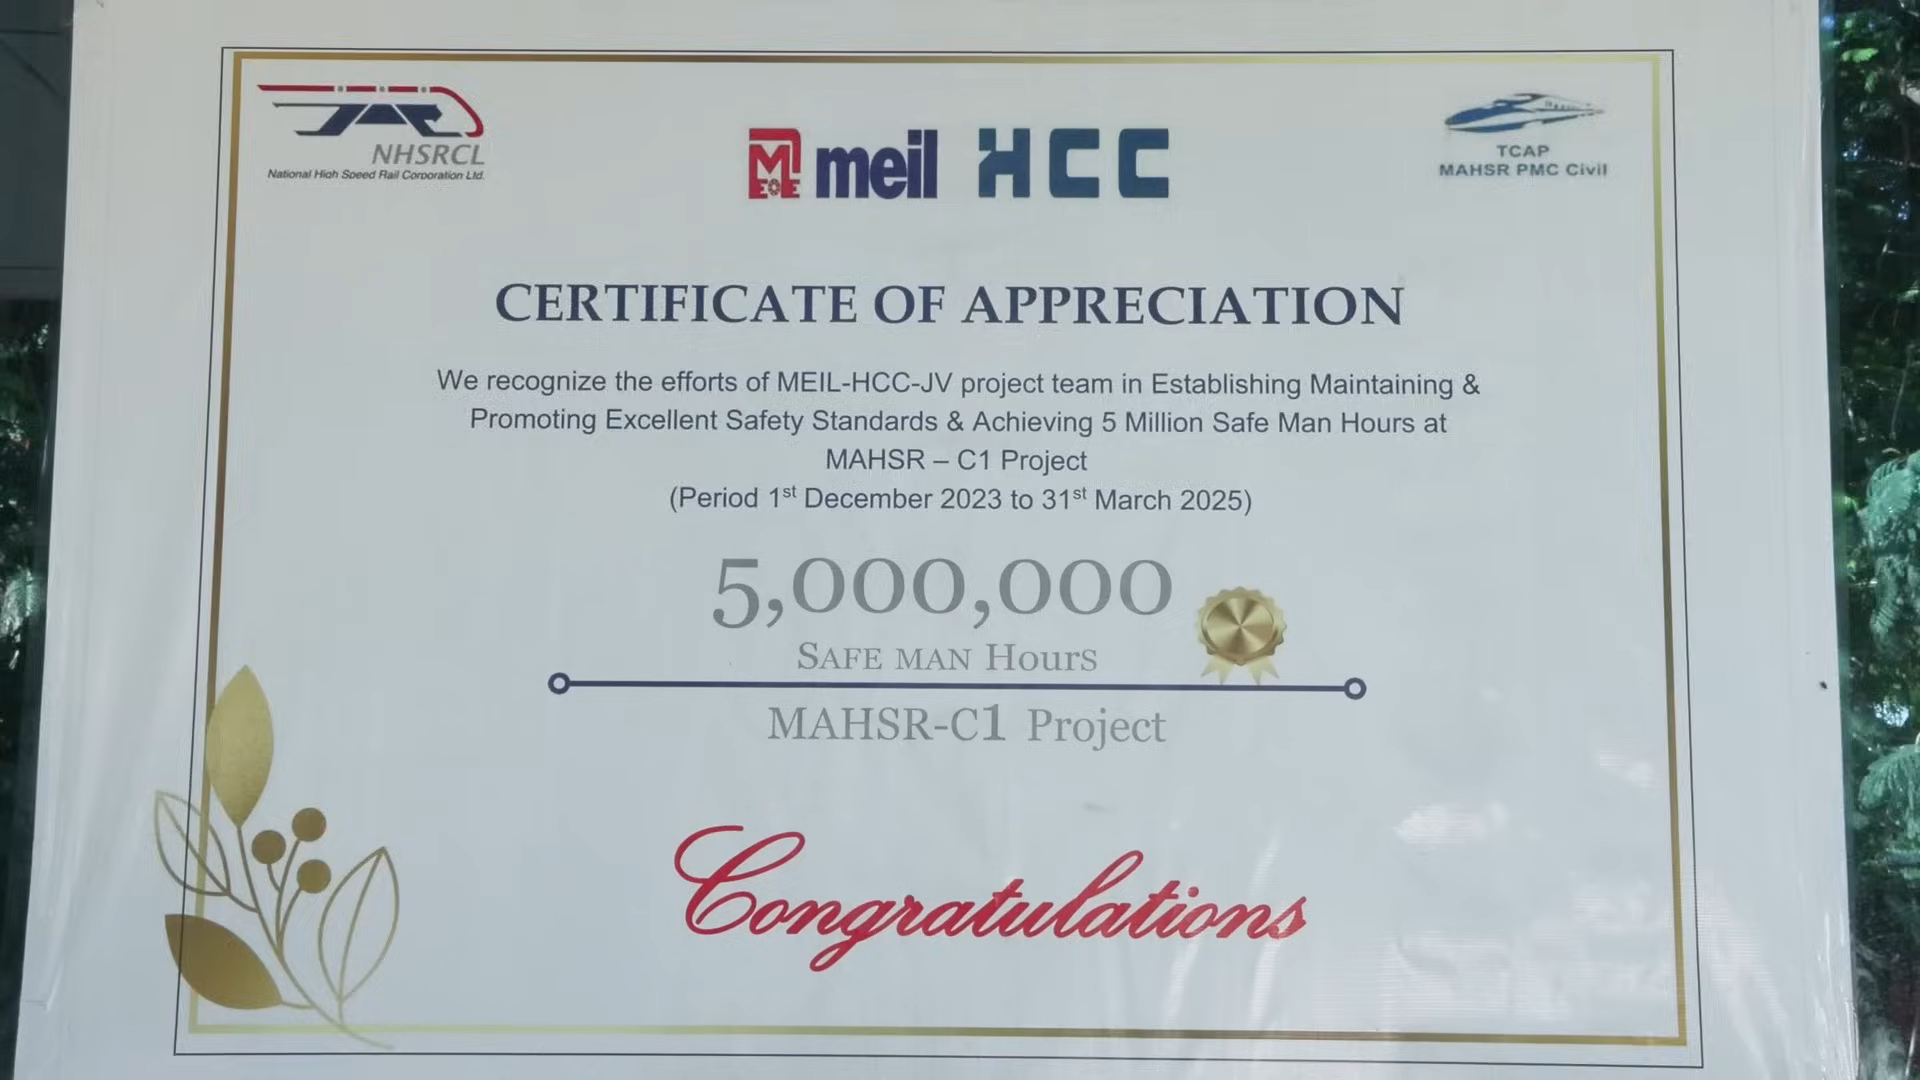 NHSRCL
National High Speed Rail Corporation Ltd.
MEIL meil HCC
TCAP
MAHSR PMC Civil
CERTIFICATE OF APPRECIATION
We recognize the efforts of MEIL-HCC-JV project team in Establishing Maintaining &
Promoting Excellent Safety Standards & Achieving 5 Million Safe Man Hours at
MAHSR – C1 Project
(Period 1st December 2023 to 31st March 2025)
5,000,000
SAFE MAN Hours
MAHSR-C1 Project
Congratulations